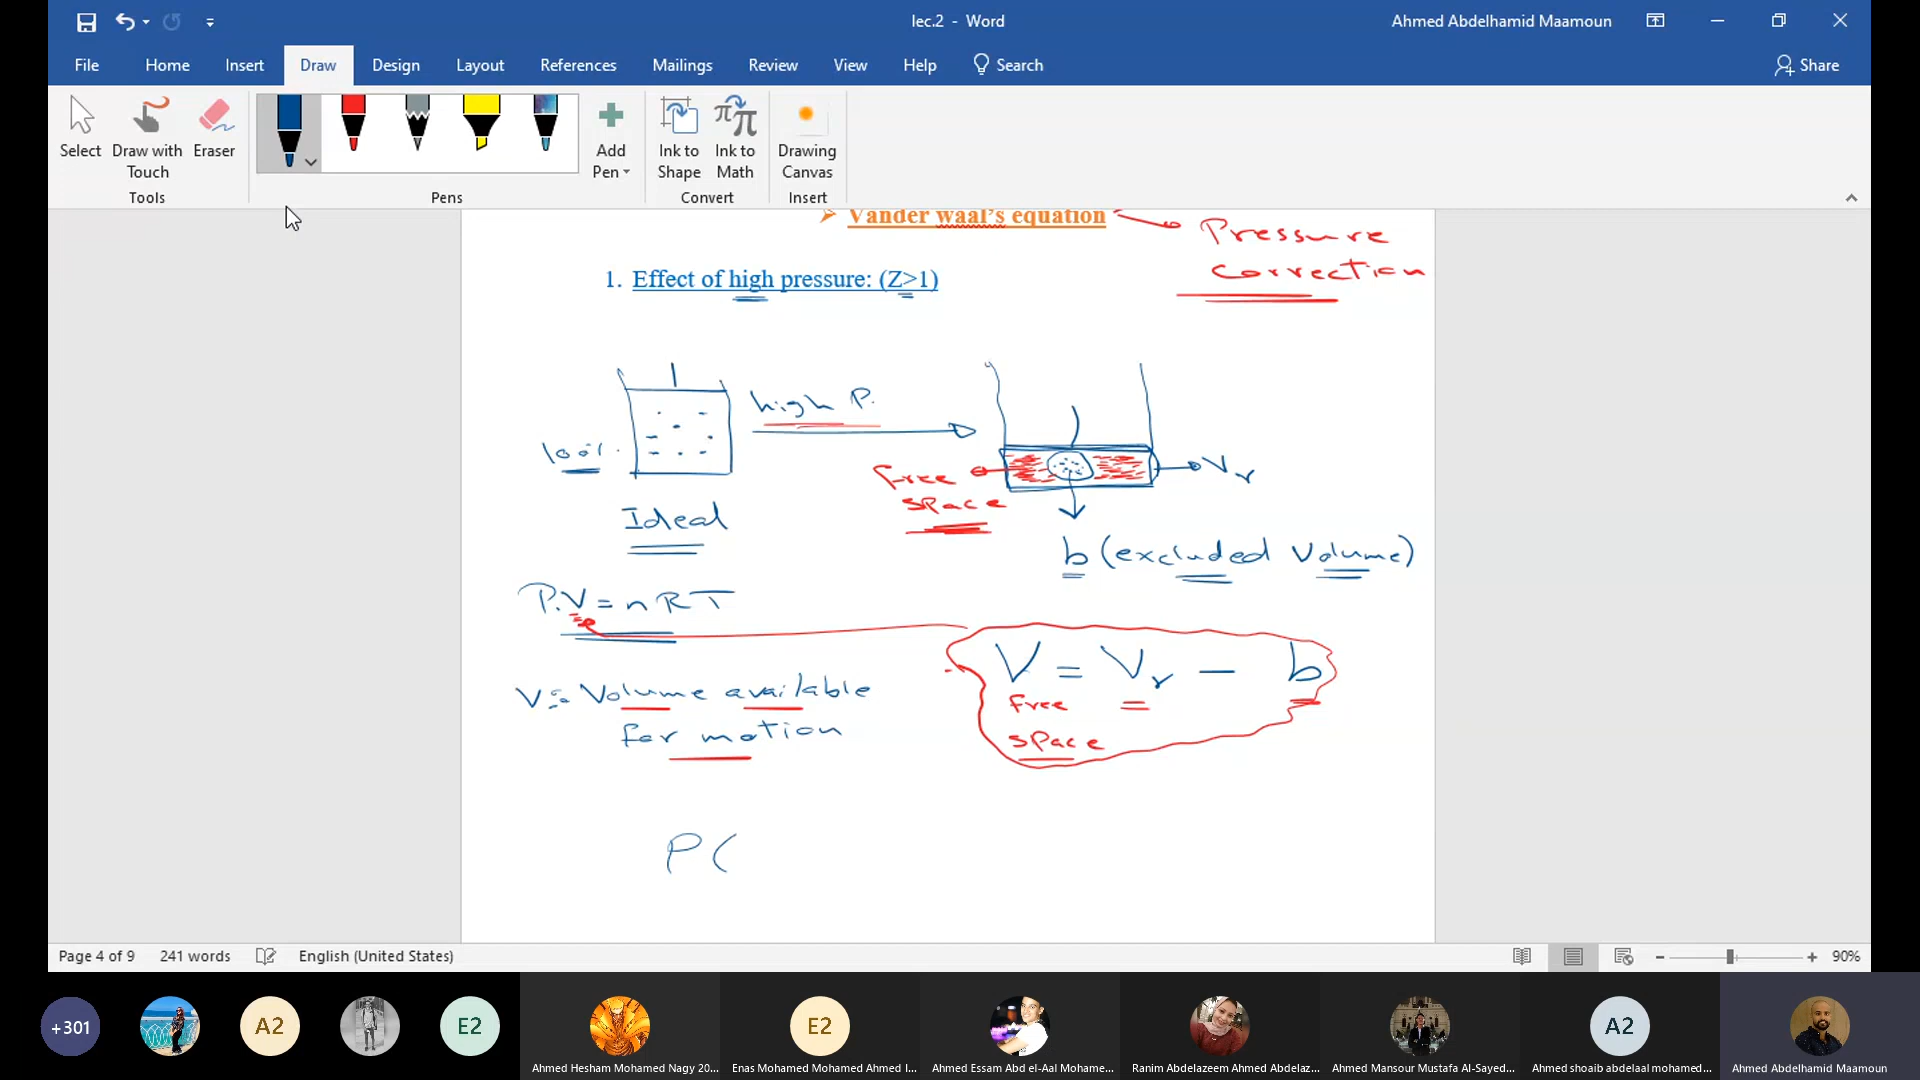 lec.2 - Word
Ahmed Abdelhamid Maamoun
File Home Insert Draw Design Layout References Mailings Review View Help Search Share
Select
Draw with Touch
Eraser
Add Pen
Ink to Shape
Ink to Math
Drawing Canvas
Tools Pens Convert Insert
Vander waal's equation
Pressure
correction
1. Effect of high pressure: (Z>1)
high P.
Vr
free
space
Ideal
b (excluded Volume)
P.V = nRT
V = Vr - b
free
space
V:: Volume available
for motion
P(
Page 4 of 9 241 words English (United States) 90%
+301 A2 E2 E2 A2
Ahmed Hesham Mohamed Nagy 20...
Enas Mohamed Mohamed Ahmed I...
Ahmed Essam Abd el-Aal Mohame...
Ranim Abdelazeem Ahmed Abdelaz...
Ahmed Mansour Mustafa Al-Sayed...
Ahmed shoaib abdelaal mohamed...
Ahmed Abdelhamid Maamoun